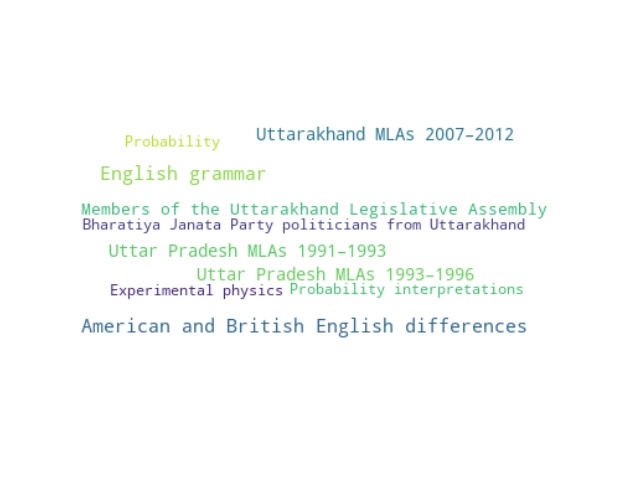 Probability
Uttarakhand MLAs 2007–2012
English grammar
Members of the Uttarakhand Legislative Assembly
Bharatiya Janata Party politicians from Uttarakhand
Uttar Pradesh MLAs 1991–1993
Uttar Pradesh MLAs 1993–1996
Experimental physics
Probability interpretations
American and British English differences